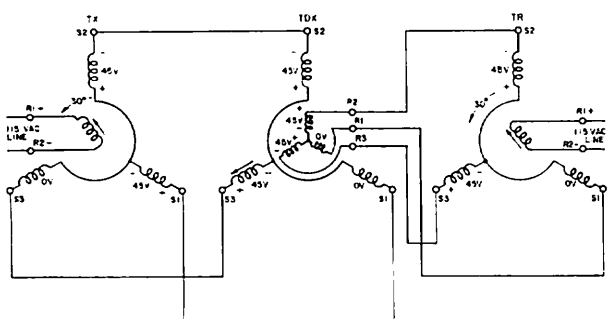 TX
TDX
TR
S2
S2
S2
45V
45V
45V
30°
R1+
115 VAC
LINE
R2-
R2
R1
R3
45V
0V
45V
30°
R1+
115 VAC
LINE
R2-
S3
0V
45V
S1
S3
45V
0V
S1
S3
45V
0V
S1